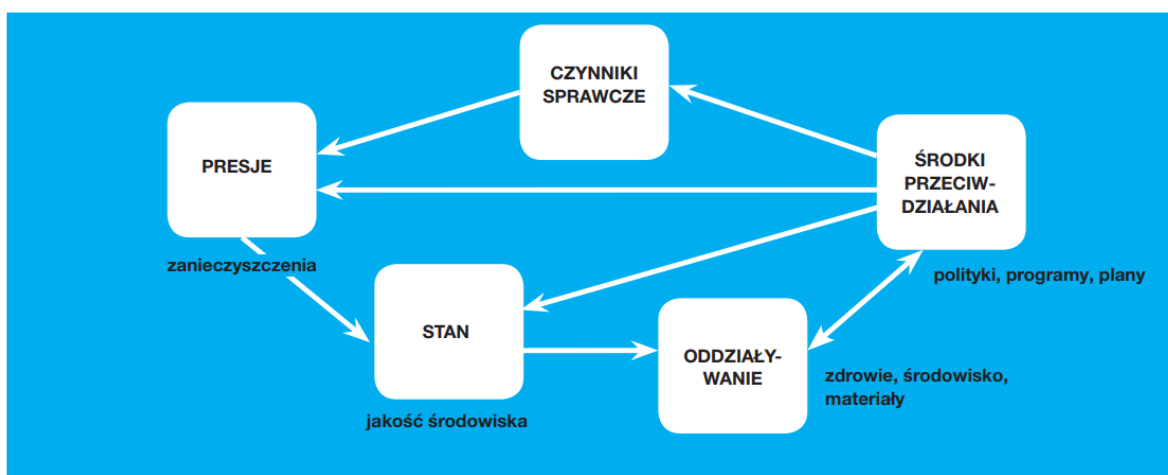 CZYNNIKI
SPRAWCZE
PRESJE
ŚRODKI
PRZECIW-
DZIAŁANIA
zanieczyszczenia
polityki, programy, plany
STAN
ODDZIAŁY-
WANIE
zdrowie, środowisko,
materiały
jakość środowiska